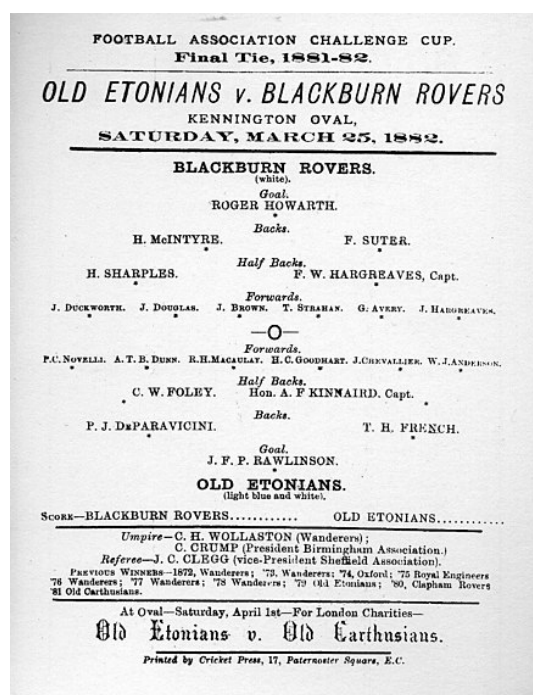 FOOTBALL ASSOCIATION CHALLENGE CUP.
Final Tie, 1881-82.
OLD ETONIANS v. BLACKBURN ROVERS
KENNINGTON OVAL,
SATURDAY, MARCH 25, 1882.
BLACKBURN ROVERS.
(white).
Goal.
ROGER HOWARTH.
Backs.
H. McINTYRE. F. SUTER.
Half Backs.
H. SHARPLES. F. W. HARGREAVES, Capt.
Forwards.
J. DUCKWORTH. J. DOUGLAS. J. BROWN. T. STRAHAN. G. AVERY. J. HARGREAVES.
—O—
Forwards.
P.C. NOVELLI. A. T. B. DUNN. R.H. MACAULAY. H. C. GOODHART. J. CHEVALLIER. W. J. ANDERSON.
Half Backs.
C. W. FOLEY. Hon. A. F KINNAIRD. Capt.
Backs.
P. J. DePARAVICINI. T. H. FRENCH.
Goal.
J. F. P. RAWLINSON.
OLD ETONIANS.
(light blue and white).
SCORE—BLACKBURN ROVERS............ OLD ETONIANS............
Umpire—C. H. WOLLASTON (Wanderers) ;
C. CRUMP (President Birmingham Association.)
Referee—J. C. CLEGG (vice-President Sheffield Association).
PREVIOUS WINNERS—1872, Wanderers ; '73, Wanderers ; '74, Oxford ; '75 Royal Engineers
'76 Wanderers ; '77 Wanderers ; '78 Wanderers ; '79 Old Etonians ; '80, Clapham Rovers
'81 Old Carthusians.
At Oval—Saturday, April 1st—For London Charities—
Old Etonians v. Old Carthusians.
Printed by Cricket Press, 17, Paternoster Square, E.C.